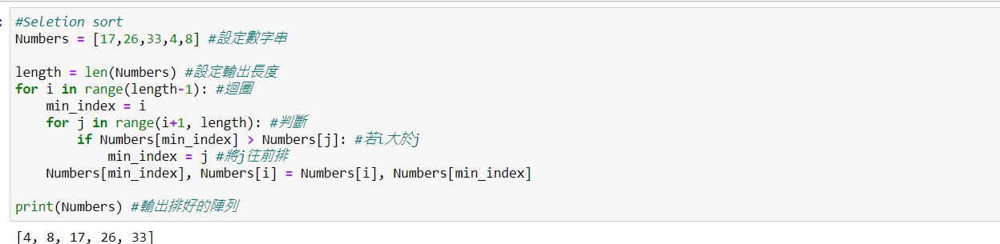 :
#Seletion sort
Numbers = [17,26,33,4,8] #設定數字串
length = len(Numbers) #設定輸出長度
for i in range(length-1): #迴圈
    min_index = i
    for j in range(i+1, length): #判斷
        if Numbers[min_index] > Numbers[j]: #若i大於j
            min_index = j #將j往前排
    Numbers[min_index], Numbers[i] = Numbers[i], Numbers[min_index]
print(Numbers) #輸出排好的陣列
[4, 8, 17, 26, 33]